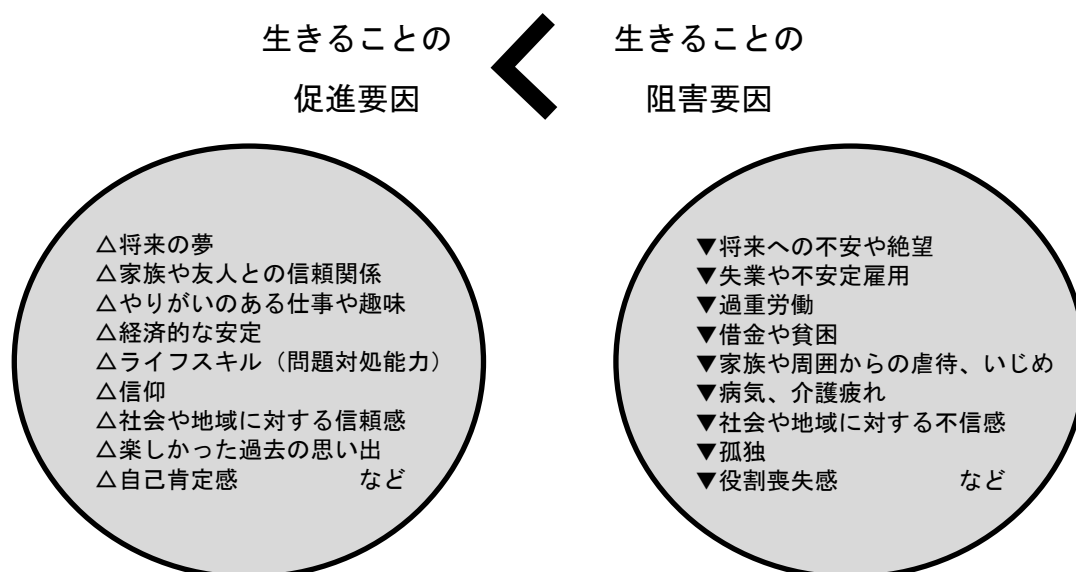 生きることの
促進要因
<
生きることの
阻害要因
△将来の夢
△家族や友人との信頼関係
△やりがいのある仕事や趣味
△経済的な安定
△ライフスキル（問題対処能力）
△信仰
△社会や地域に対する信頼感
△楽しかった過去の思い出
△自己肯定感 など
▼将来への不安や絶望
▼失業や不安定雇用
▼過重労働
▼借金や貧困
▼家族や周囲からの虐待、いじめ
▼病気、介護疲れ
▼社会や地域に対する不信感
▼孤独
▼役割喪失感 など